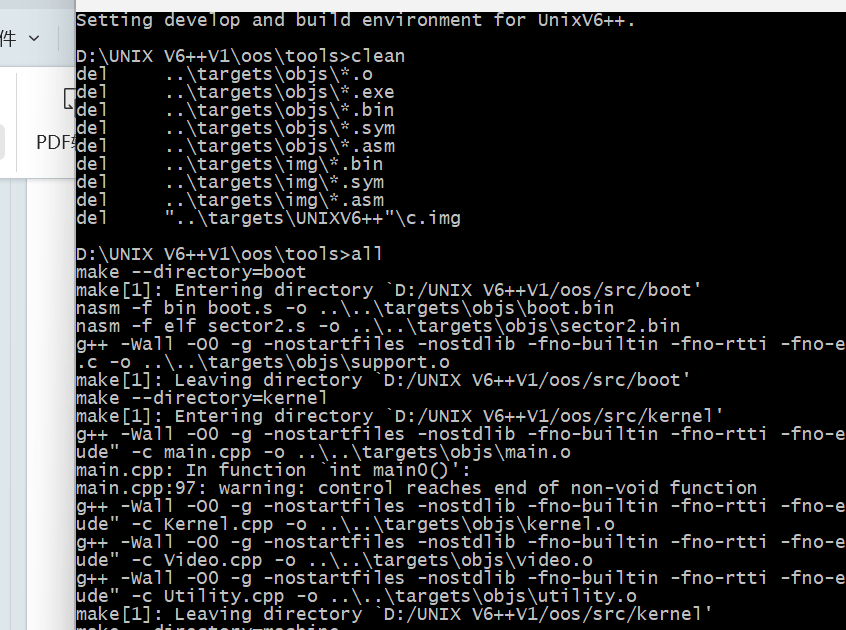 Setting develop and build environment for UnixV6++.
件
D:\UNIX V6++V1\oos\tools>clean
del ..\targets\objs\*.o
del ..\targets\objs\*.exe
del ..\targets\objs\*.bin
del ..\targets\objs\*.sym
PDF
del ..\targets\objs\*.asm
del ..\targets\img\*.bin
del ..\targets\img\*.sym
del ..\targets\img\*.asm
del "..\targets\UNIXV6++"\c.img
D:\UNIX V6++V1\oos\tools>all
make --directory=boot
make[1]: Entering directory `D:/UNIX V6++V1/oos/src/boot'
nasm -f bin boot.s -o ..\..\targets\objs\boot.bin
nasm -f elf sector2.s -o ..\..\targets\objs\sector2.bin
g++ -Wall -O0 -g -nostartfiles -nostdlib -fno-builtin -fno-rtti -fno-e
.c -o ..\..\targets\objs\support.o
make[1]: Leaving directory `D:/UNIX V6++V1/oos/src/boot'
make --directory=kernel
make[1]: Entering directory `D:/UNIX V6++V1/oos/src/kernel'
g++ -Wall -O0 -g -nostartfiles -nostdlib -fno-builtin -fno-rtti -fno-e
ude" -c main.cpp -o ..\..\targets\objs\main.o
main.cpp: In function `int main0()':
main.cpp:97: warning: control reaches end of non-void function
g++ -Wall -O0 -g -nostartfiles -nostdlib -fno-builtin -fno-rtti -fno-e
ude" -c Kernel.cpp -o ..\..\targets\objs\kernel.o
g++ -Wall -O0 -g -nostartfiles -nostdlib -fno-builtin -fno-rtti -fno-e
ude" -c Video.cpp -o ..\..\targets\objs\video.o
g++ -Wall -O0 -g -nostartfiles -nostdlib -fno-builtin -fno-rtti -fno-e
ude" -c Utility.cpp -o ..\..\targets\objs\utility.o
make[1]: Leaving directory `D:/UNIX V6++V1/oos/src/kernel'